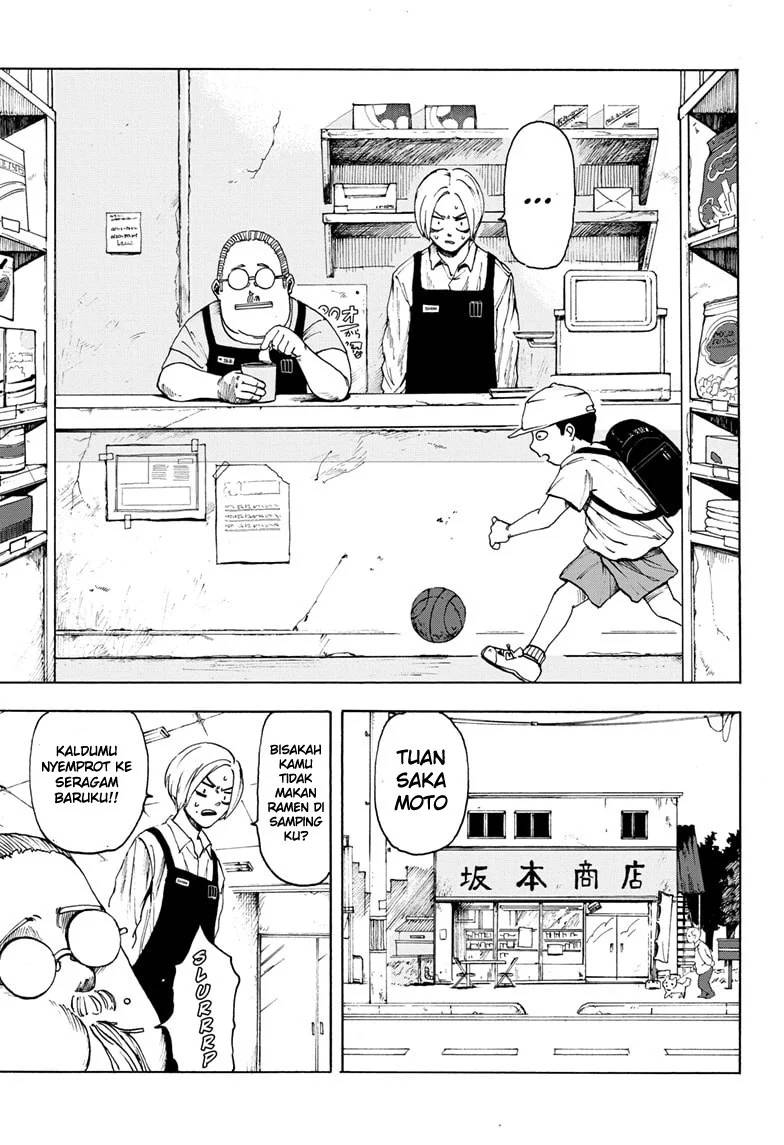 ...
TUAN
SAKA
MOTO
坂本商店
BISAKAH
KAMU
TIDAK
MAKAN
RAMEN DI
SAMPING
KU?
KALDUMU
NYEMPROT KE
SERAGAM
BARUKU!!
SLURRRP